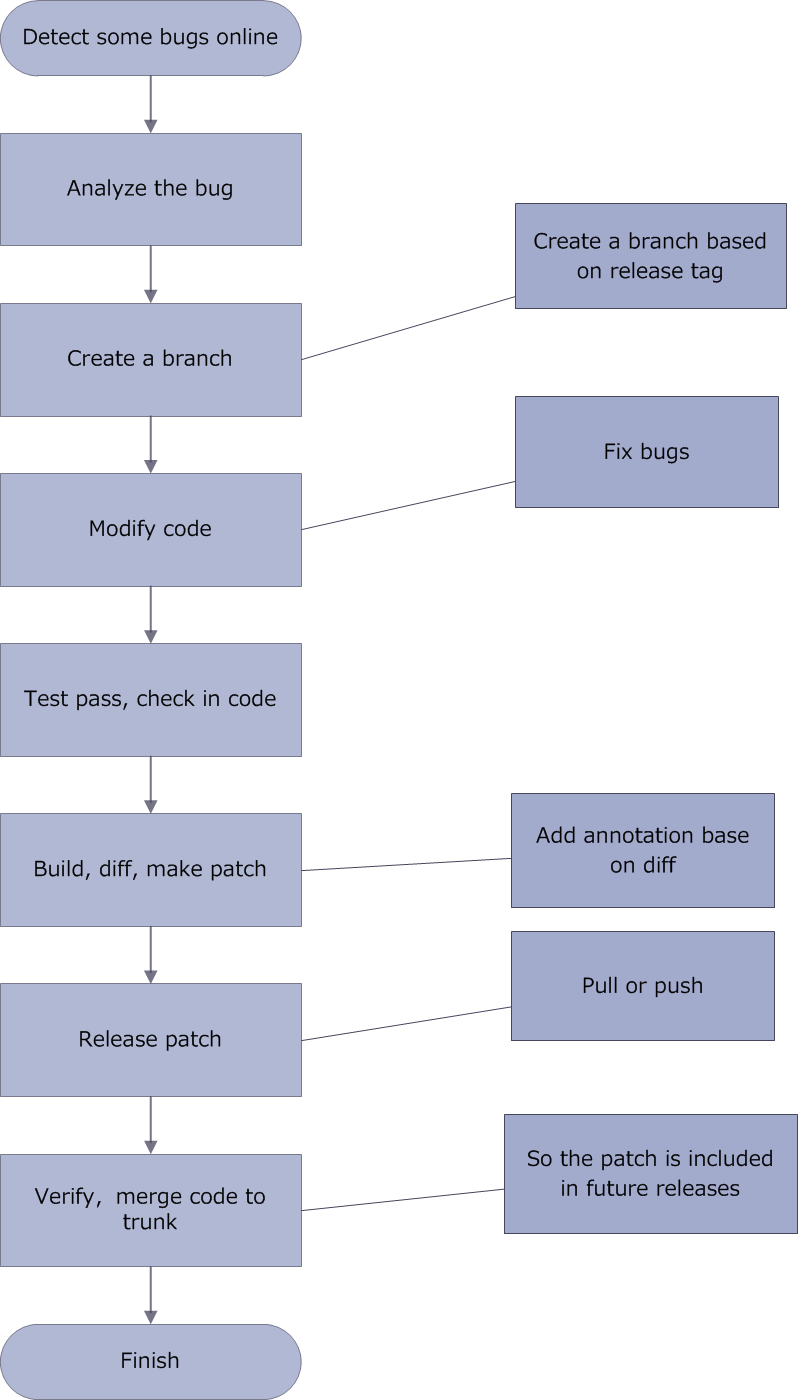 Detect some bugs online
Analyze the bug
Create a branch based
on release tag
Create a branch
Fix bugs
Modify code
Test pass, check in code
Add annotation base
on diff
Build, diff, make patch
Pull or push
Release patch
So the patch is included
in future releases
Verify,  merge code to
trunk
Finish